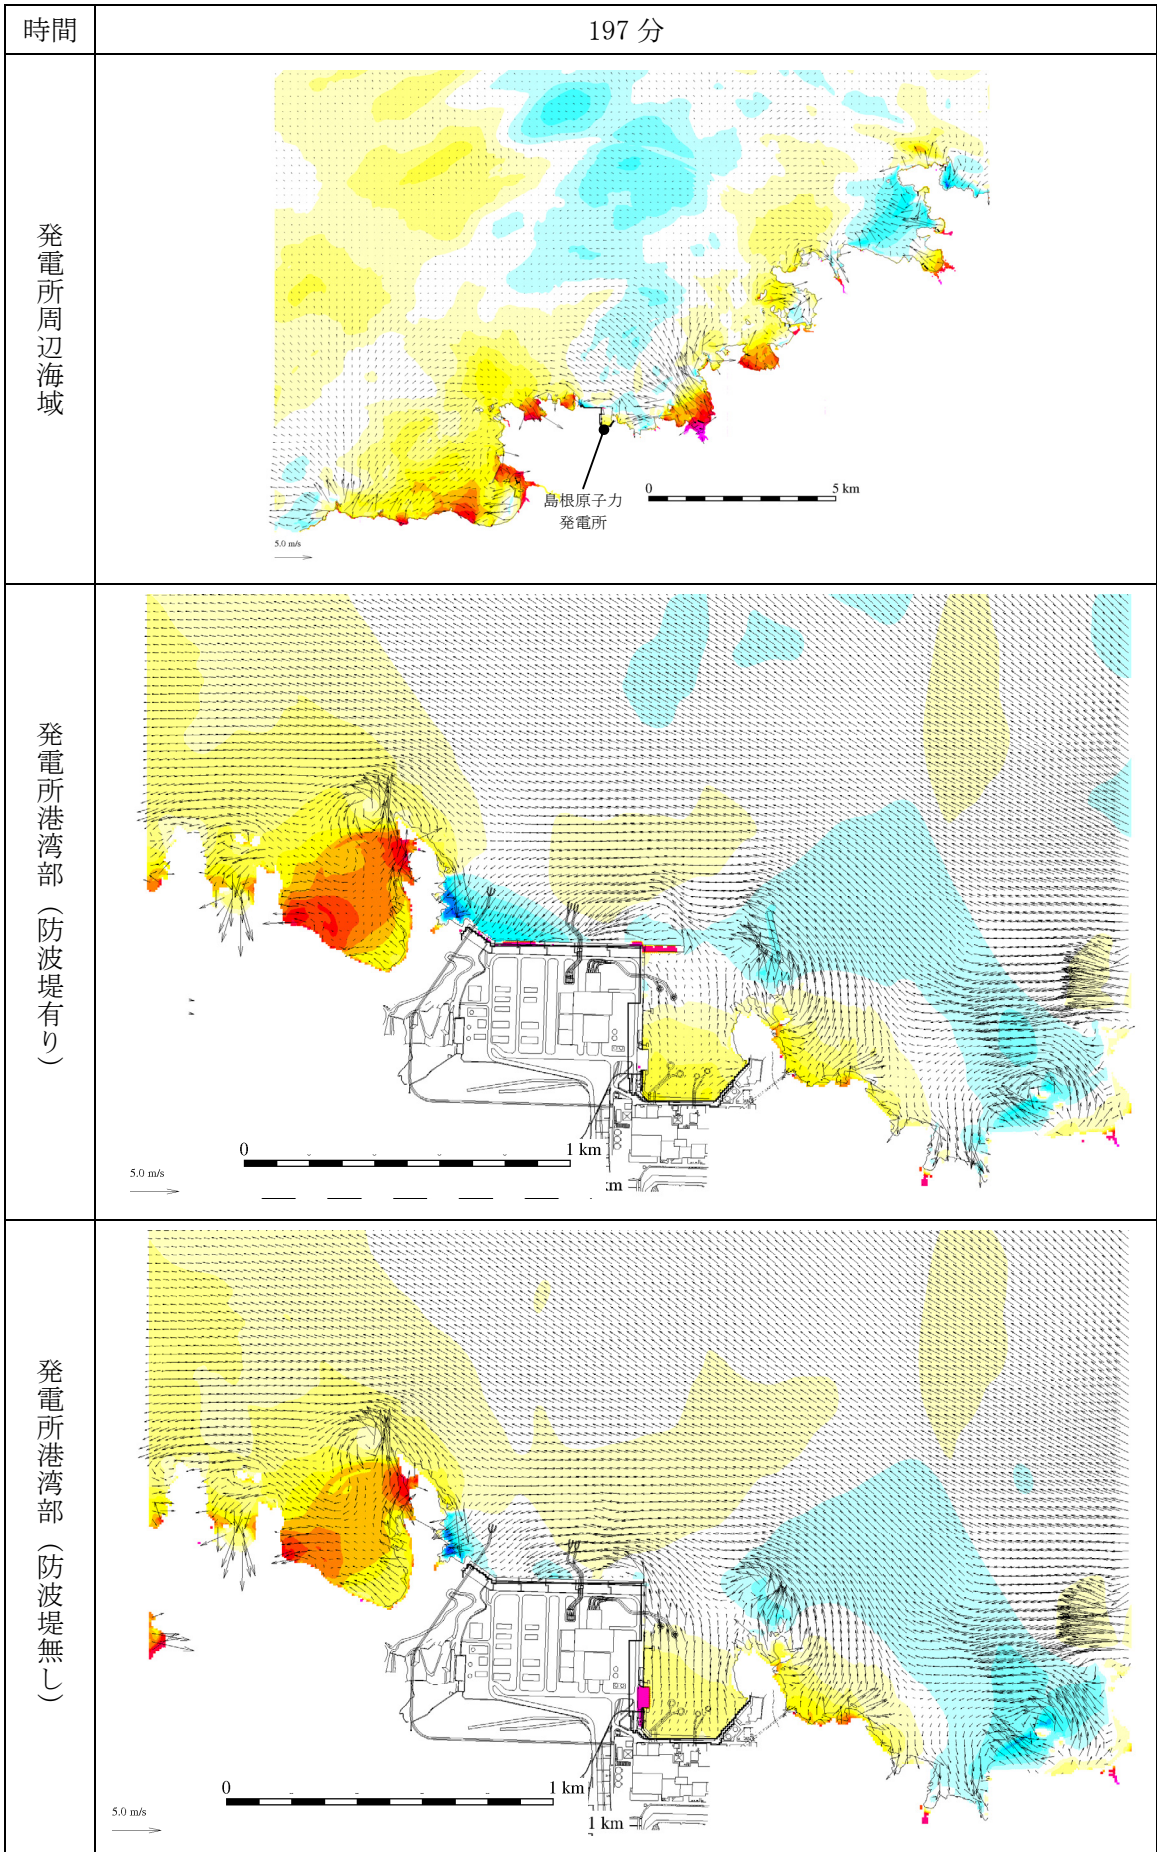 時間
197 分
発電所周辺海域
島根原子力
発電所
0
5 km
5.0 m/s
発電所港湾部（防波堤有り）
0
1 km
5.0 m/s
km
発電所港湾部（防波堤無し）
0
1 km
5.0 m/s
1 km